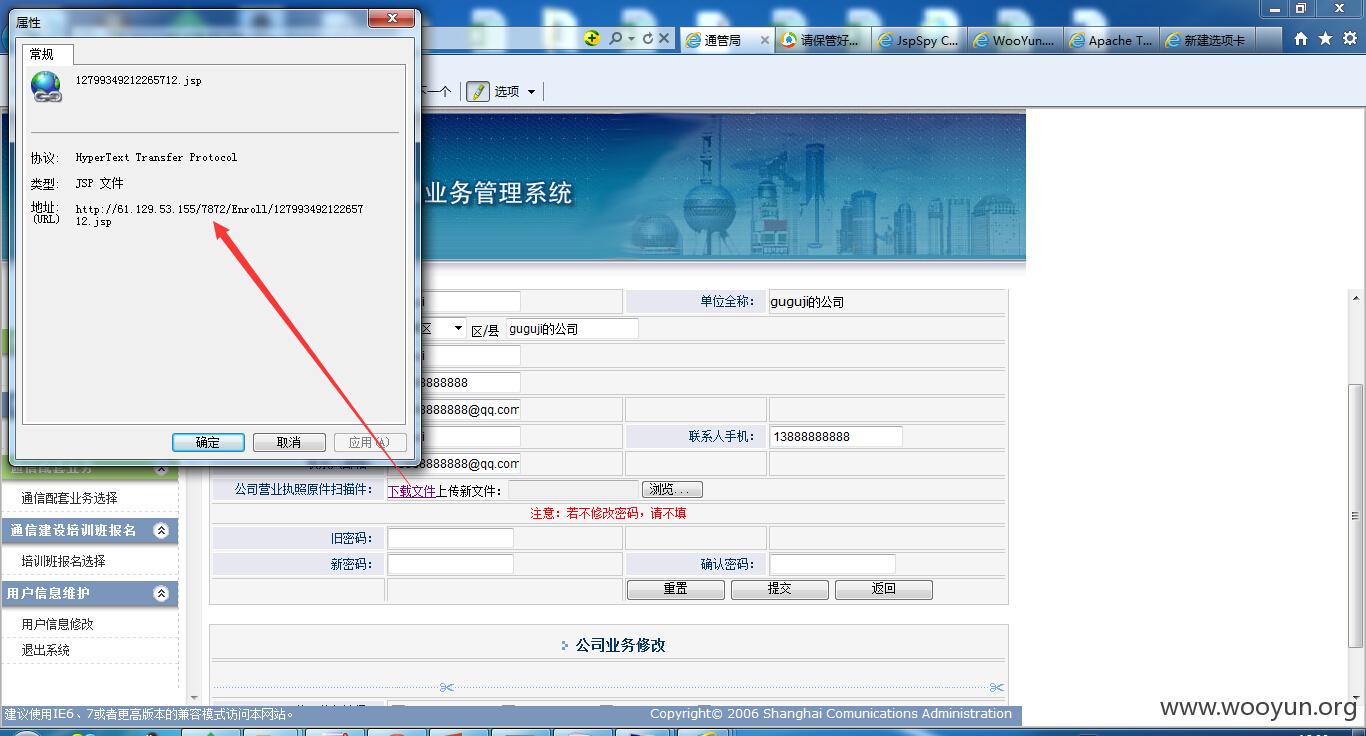 属性
常规
12799349212265712.jsp
协议: HyperText Transfer Protocol
类型: JSP 文件
地址: (URL) http://61.129.53.155/7872/Enroll/127993492122657
12.jsp
确定 取消 应用(A)
通管局 请保管好... JspSpy C... WooYun.... Apache T... 新建选项卡
下一个 选项
业务管理系统
单位全称: guguji的公司
区 区/县 guguji的公司
8888888
888888@qq.com
联系人手机: 13888888888
8888888@qq.com
公司营业执照原件扫描件: 下载文件上传新文件: 浏览...
注意：若不修改密码，请不填
旧密码:
新密码: 确认密码:
重置 提交 返回
公司业务修改
通信配套业务
通信配套业务选择
通信建设培训班报名
培训班报名选择
用户信息维护
用户信息修改
退出系统
建议使用IE6、7或者更高版本的兼容模式访问本网站。
Copyright© 2006 Shanghai Comunications Administration
www.wooyun.org